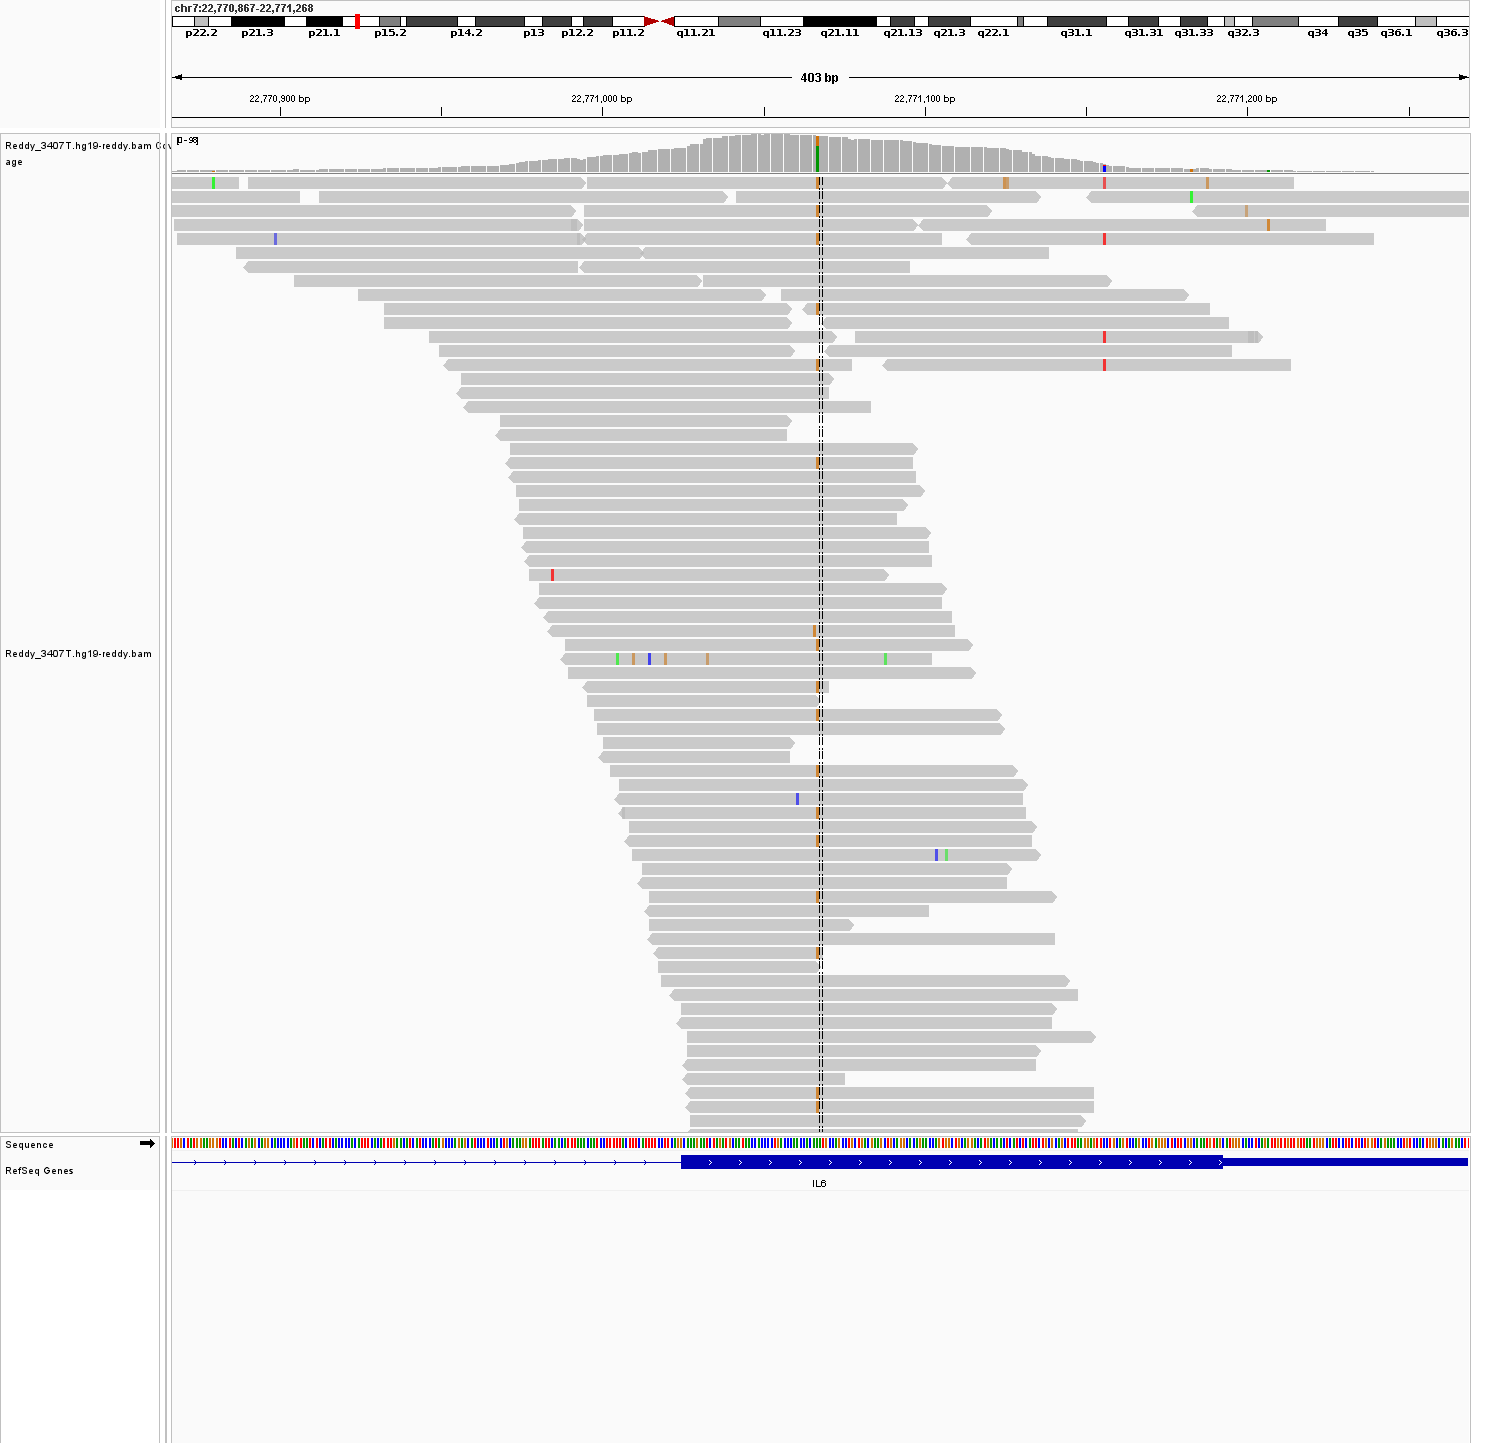 chr7:22,770,867-22,771,268
p22.2 p21.3 p21.1 p15.2 p14.2 p13 p12.2 p11.2 q11.21 q11.23 q21.11 q21.13 q21.3 q22.1 q31.1 q31.31 q31.33 q32.3 q34 q35 q36.1 q36.3
403 bp
22,770,900 bp 22,771,000 bp 22,771,100 bp 22,771,200 bp
[0 - 98]
Reddy_3407T.hg19-reddy.bam Cov
age
Reddy_3407T.hg19-reddy.bam
Sequence
RefSeq Genes
IL6